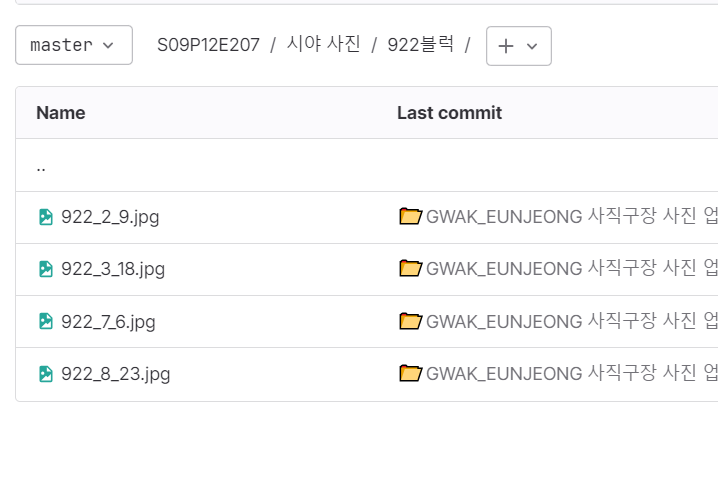 master S09P12E207 / 시야 사진 / 922블럭 / +
Name Last commit
..
922_2_9.jpg GWAK_EUNJEONG 사직구장 사진 업
922_3_18.jpg GWAK_EUNJEONG 사직구장 사진 업
922_7_6.jpg GWAK_EUNJEONG 사직구장 사진 업
922_8_23.jpg GWAK_EUNJEONG 사직구장 사진 업